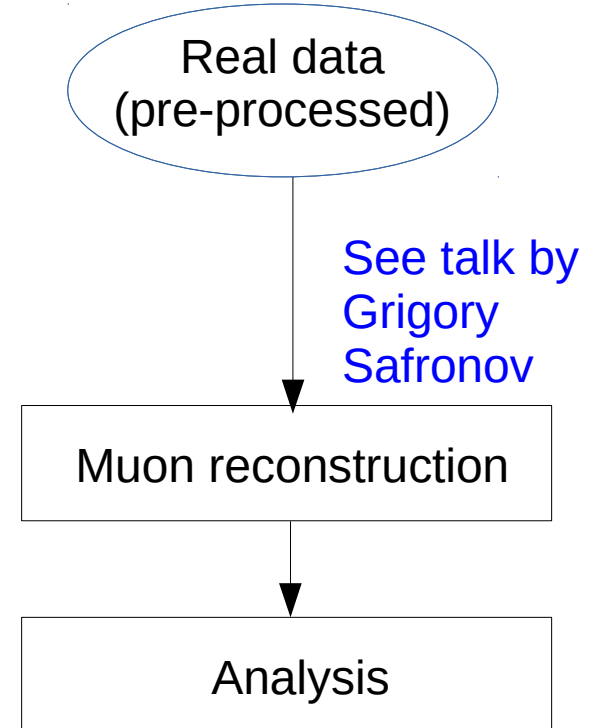 Real data
(pre-processed)
See talk by
Grigory
Safronov
Muon reconstruction
Analysis